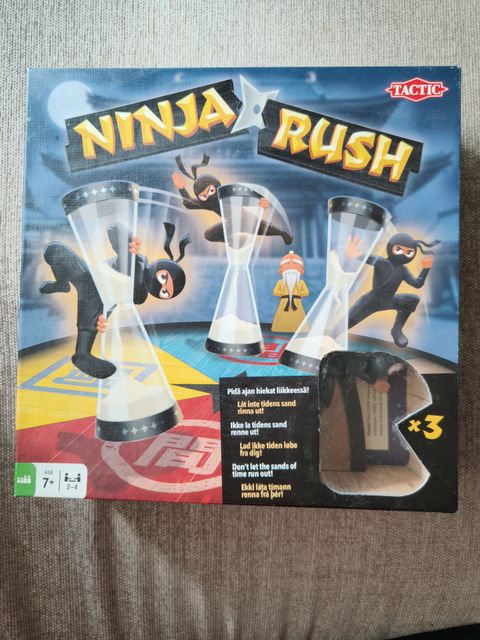 TACTIC
NINJA RUSH
聞
Pidä ajan hiekat liikkeessä!
Låt inte tidens sand
rinna ut!
Ikke la tidens sand
renne ut!
Lad ikke tiden løbe
fra dig!
Don't let the sands of
time run out!
Ekki láta tímann
renna frá þér!
x3
AGE
7+
2-4